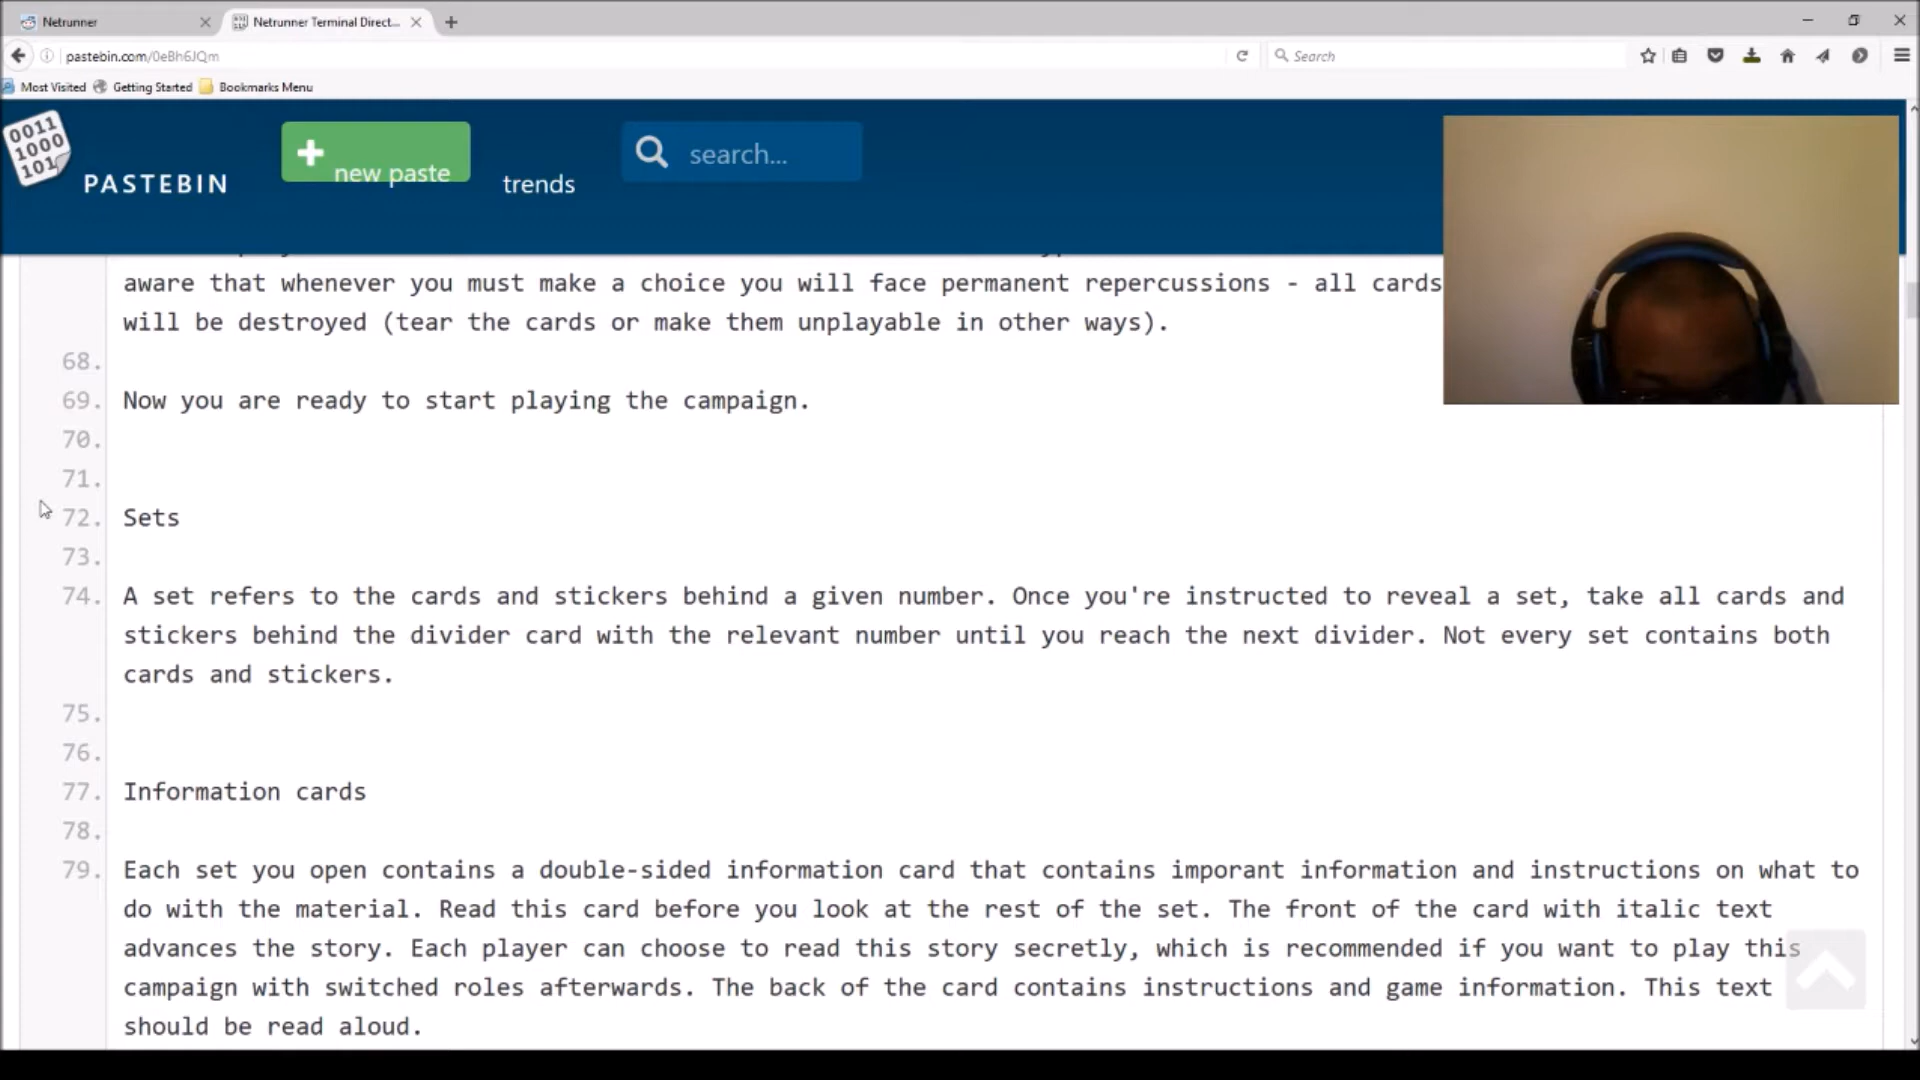 Netrunner
Netrunner Terminal Direct...
pastebin.com/0eBh6JQm
Search
Most Visited
Getting Started
Bookmarks Menu
0011
1000
101
PASTEBIN
new paste
trends
search...
aware that whenever you must make a choice you will face permanent repercussions - all cards
will be destroyed (tear the cards or make them unplayable in other ways).
68.
69. Now you are ready to start playing the campaign.
70.
71.
72. Sets
73.
74. A set refers to the cards and stickers behind a given number. Once you're instructed to reveal a set, take all cards and
stickers behind the divider card with the relevant number until you reach the next divider. Not every set contains both
cards and stickers.
75.
76.
77. Information cards
78.
79. Each set you open contains a double-sided information card that contains imporant information and instructions on what to
do with the material. Read this card before you look at the rest of the set. The front of the card with italic text
advances the story. Each player can choose to read this story secretly, which is recommended if you want to play this
campaign with switched roles afterwards. The back of the card contains instructions and game information. This text
should be read aloud.